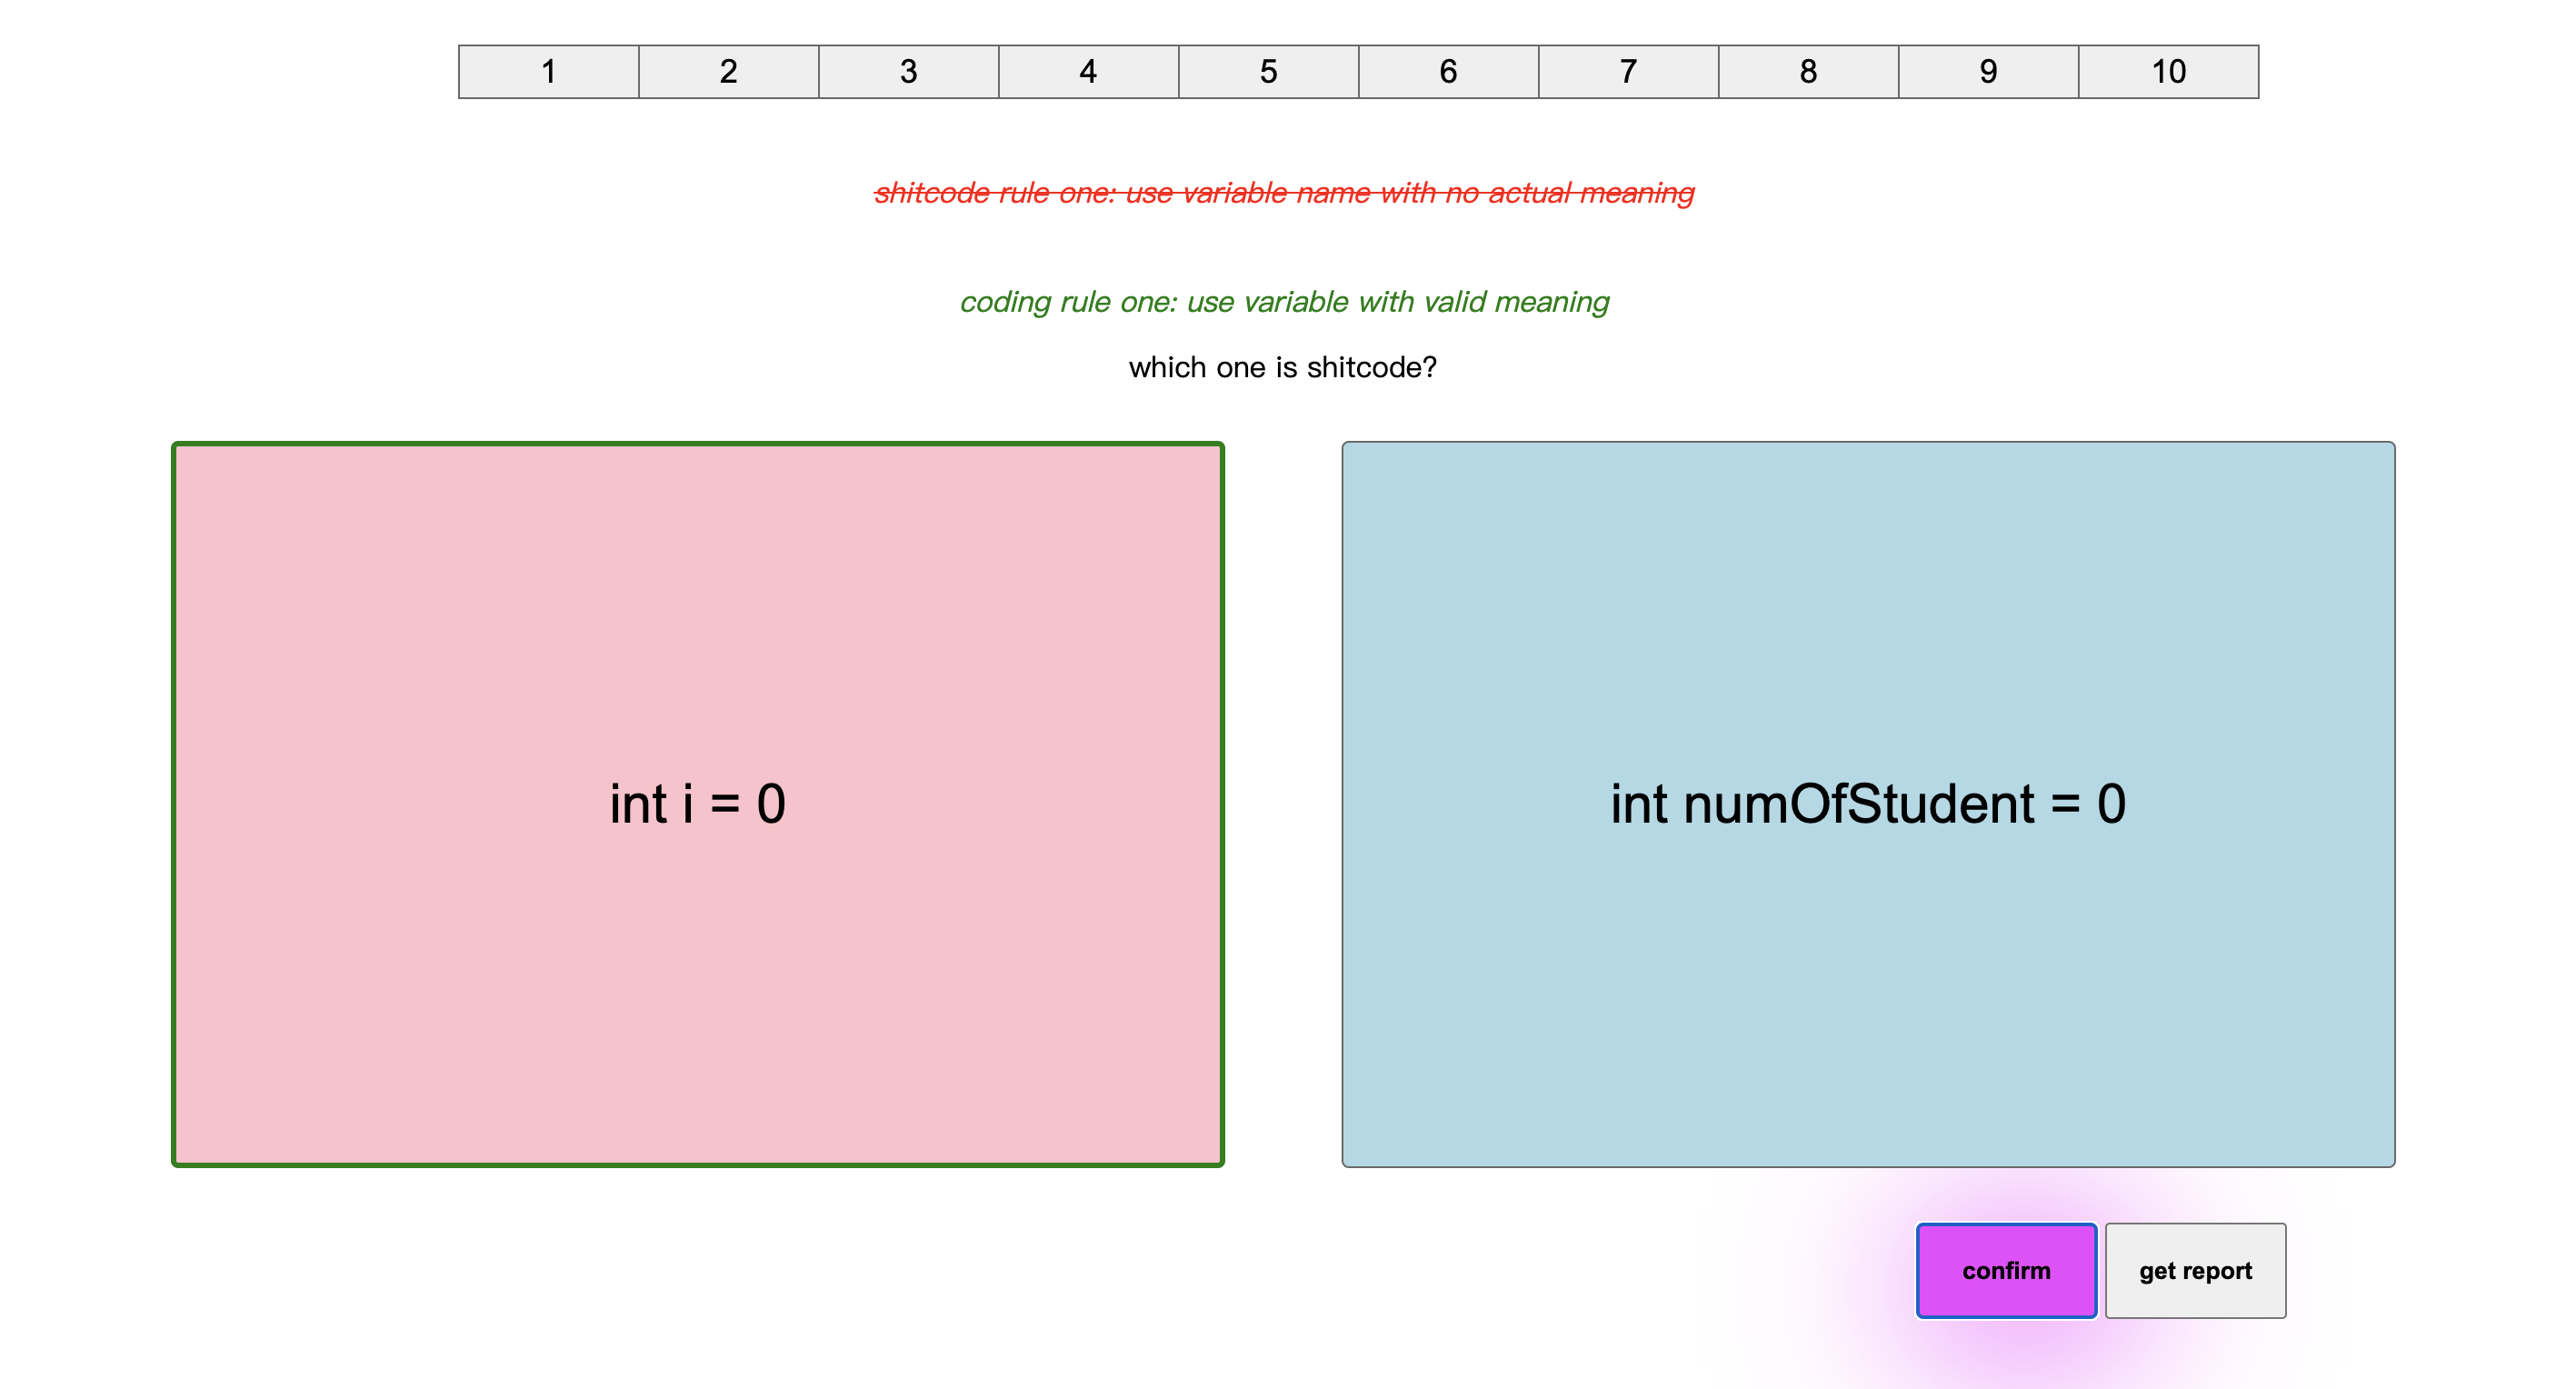 1 2 3 4 5 6 7 8 9 10
shitcode rule one: use variable name with no actual meaning
coding rule one: use variable with valid meaning
which one is shitcode?
int i = 0
int numOfStudent = 0
confirm
get report